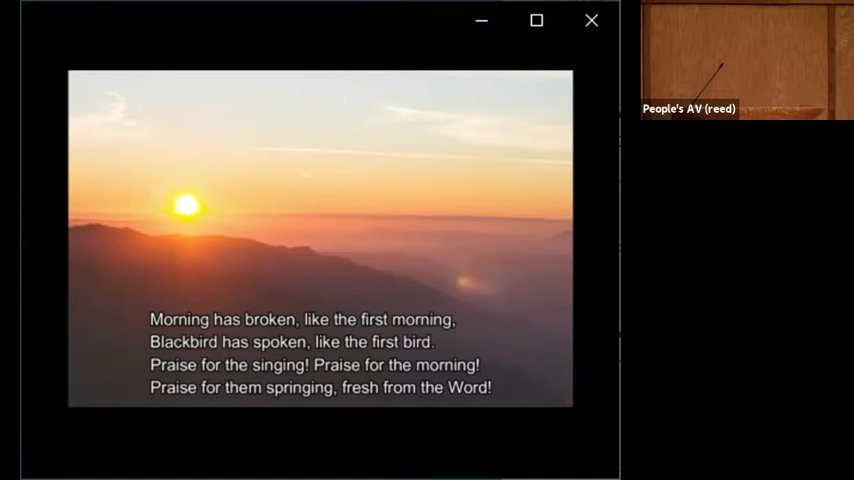 People's AV (reed)
Morning has broken, like the first morning,
Blackbird has spoken, like the first bird.
Praise for the singing! Praise for the morning!
Praise for them springing, fresh from the Word!